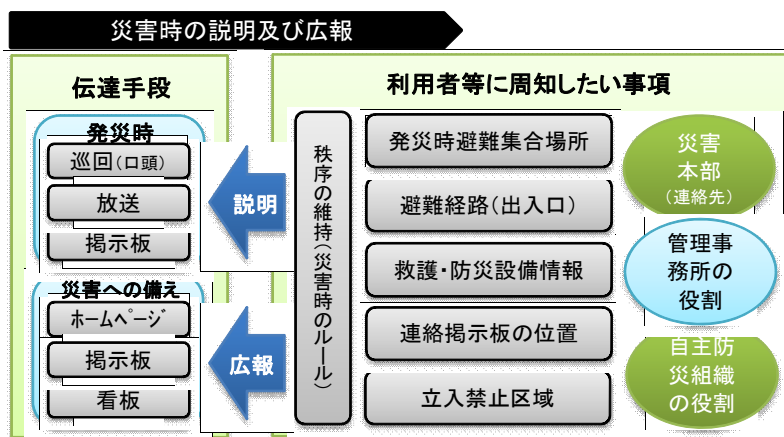 災害時の説明及び広報
伝達手段
発災時
巡回(口頭)
放送
掲示板
災害への備え
ホームページ
掲示板
看板
説明
広報
利用者等に周知したい事項
秩序の維持(災害時のルール)
発災時避難集合場所
避難経路(出入口)
救護・防災設備情報
連絡掲示板の位置
立入禁止区域
災害
本部
(連絡先)
管理事
務所の
役割
自主防
災組織
の役割